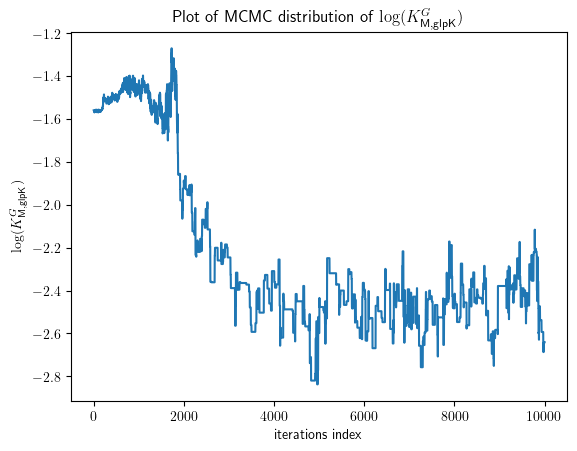 Plot of MCMC distribution of log(K^G_M,glpK)
−1.2
−1.4
−1.6
−1.8
−2.0
−2.2
−2.4
−2.6
−2.8
log(K^G_M,glpK)
0 2000 4000 6000 8000 10000
iterations index